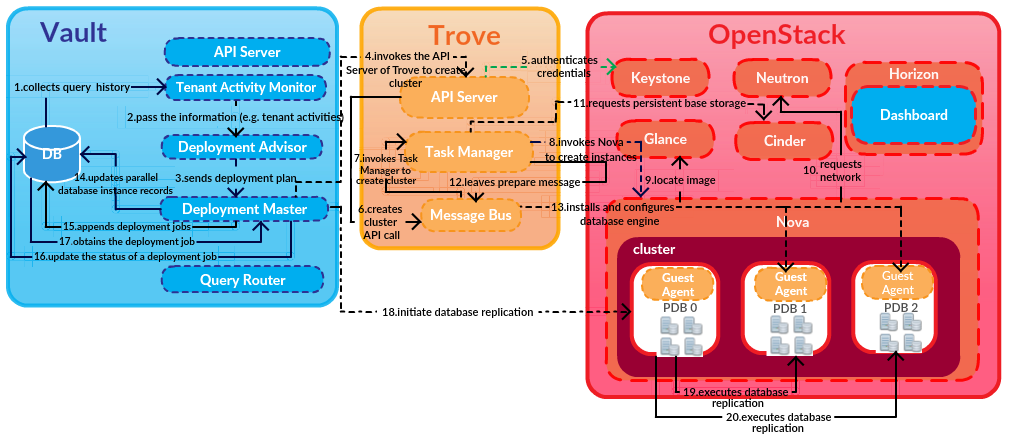 Vault
Trove
OpenStack
API Server
4.invokes the API
Server of Trove to create
cluster
5.authenticates
credentials
Keystone
Neutron
Horizon
Dashboard
1.collects query history
Tenant Activity Monitor
API Server
11.requests persistent base storage
2.pass the information (e.g. tenant activities)
Deployment Advisor
DB
Task Manager
7.invokes Task
Manager to
create cluster
8.invokes Nova
to create instances
Glance
Cinder
10.
requests
network
14.updates parallel
database instance records
3.sends deployment plan
12.leaves prepare message
9.locate image
Deployment Master
6.creates
cluster
API call
Message Bus
13.installs and configures
database engine
Nova
15.appends deployment jobs
17.obtains the deployment job
16.update the status of a deployment job
cluster
Query Router
Guest
Agent
PDB 0
Guest
Agent
PDB 1
Guest
Agent
PDB 2
18.initiate database replication
19.executes database
replication
20.executes database
replication